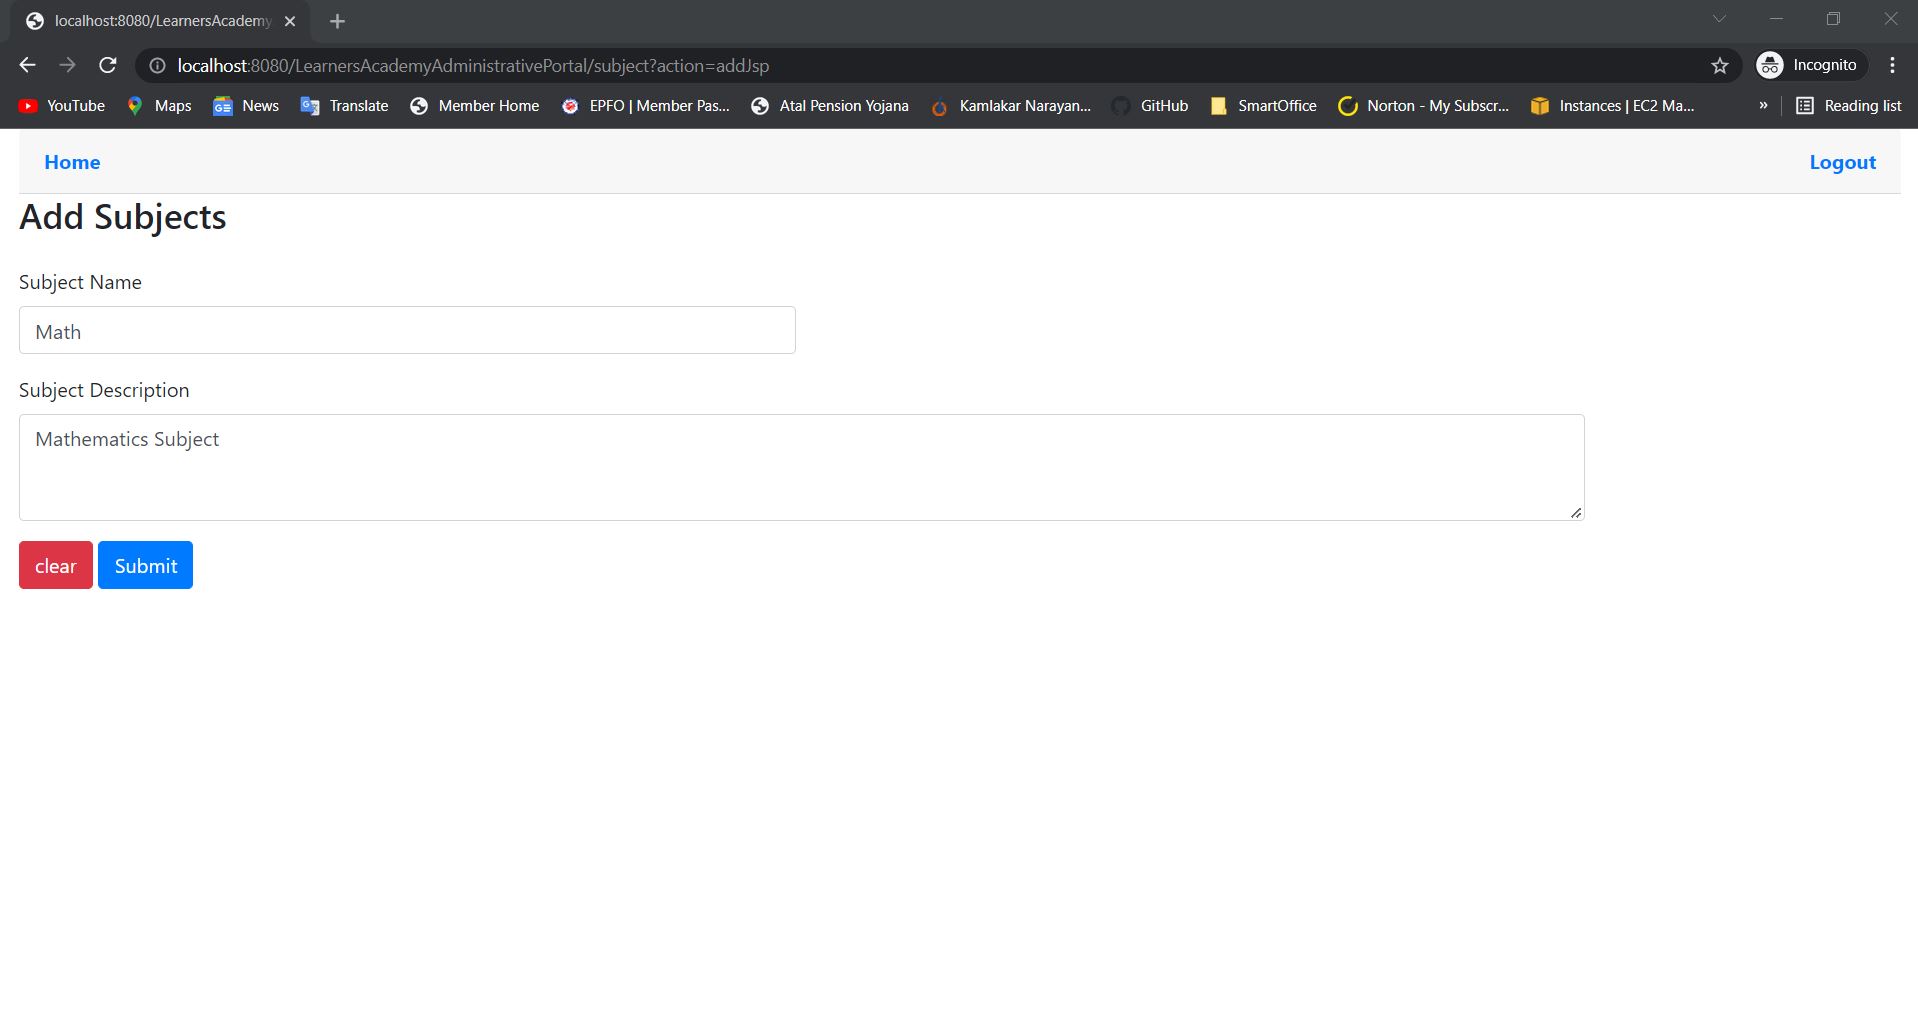 localhost:8080/LearnersAcademy
localhost:8080/LearnersAcademyAdministrativePortal/subject?action=addJsp Incognito
YouTube Maps News Translate Member Home EPFO | Member Pas... Atal Pension Yojana Kamlakar Narayan... GitHub SmartOffice Norton - My Subscr... Instances | EC2 Ma... » Reading list
Home Logout
Add Subjects
Subject Name
Math
Subject Description
Mathematics Subject
clear Submit